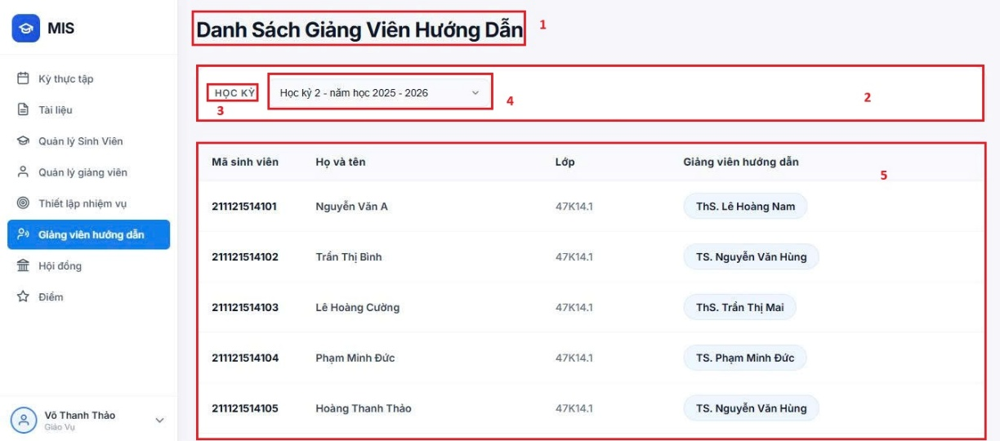 MIS
Kỳ thực tập
Tài liệu
Quản lý Sinh Viên
Quản lý giảng viên
Thiết lập nhiệm vụ
Giảng viên hướng dẫn
Hội đồng
Điểm
Võ Thanh Thảo
Giáo Vụ
Danh Sách Giảng Viên Hướng Dẫn 1
HỌC KỲ Học kỳ 2 - năm học 2025 - 2026
3 4 2
Mã sinh viên Họ và tên Lớp Giảng viên hướng dẫn
5
211121514101 Nguyễn Văn A 47K14.1 ThS. Lê Hoàng Nam
211121514102 Trần Thị Bình 47K14.1 TS. Nguyễn Văn Hùng
211121514103 Lê Hoàng Cường 47K14.1 ThS. Trần Thị Mai
211121514104 Phạm Minh Đức 47K14.1 TS. Phạm Minh Đức
211121514105 Hoàng Thanh Thảo 47K14.1 TS. Nguyễn Văn Hùng